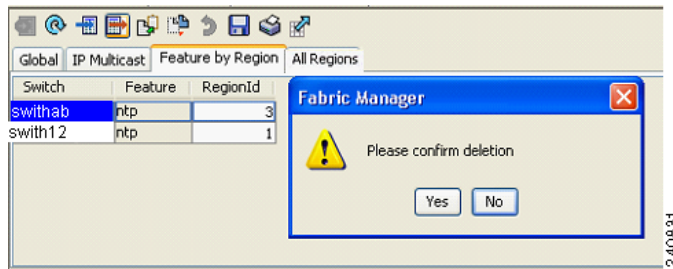 Global IP Multicast Feature by Region All Regions
Switch Feature RegionId
swithab ntp 3
swith12 ntp 1
Fabric Manager
Please confirm deletion
Yes No
240931